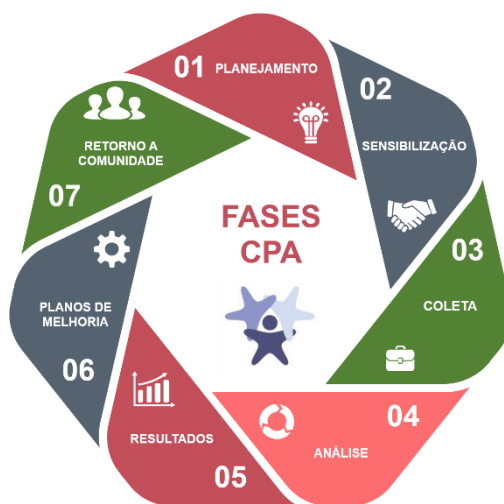 01 PLANEJAMENTO
02
SENSIBILIZAÇÃO
03
COLETA
04
ANÁLISE
RESULTADOS
05
PLANOS DE
MELHORIA
06
RETORNO A
COMUNIDADE
07
FASES
CPA